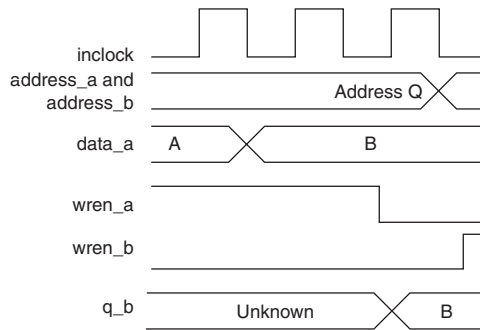 inclock
address_a and
address_b
Address Q
data_a
A
B
wren_a
wren_b
q_b
Unknown
B